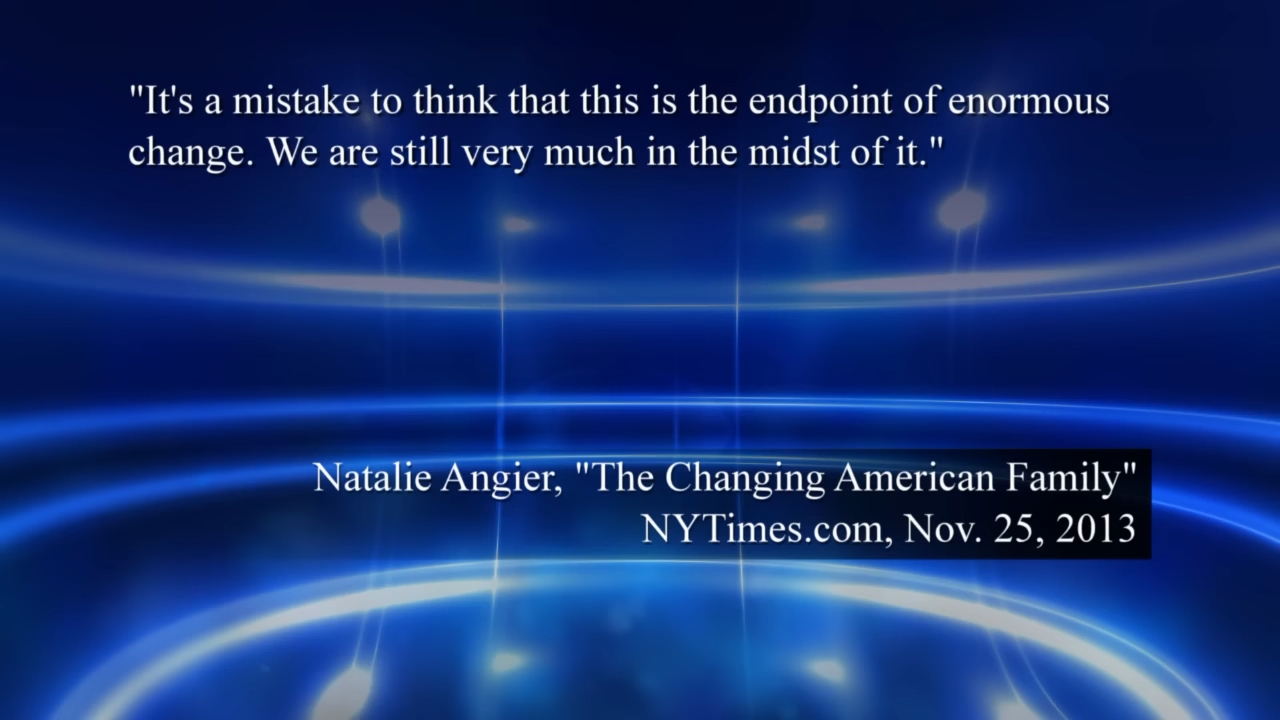 "It's a mistake to think that this is the endpoint of enormous
change. We are still very much in the midst of it."
Natalie Angier, "The Changing American Family"
NYTimes.com, Nov. 25, 2013